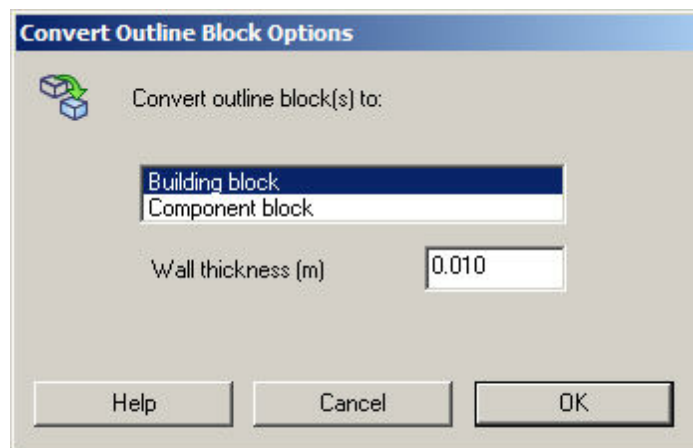 Convert Outline Block Options
Convert outline block(s) to:
Building block
Component block
Wall thickness (m)
0.010
Help
Cancel
OK